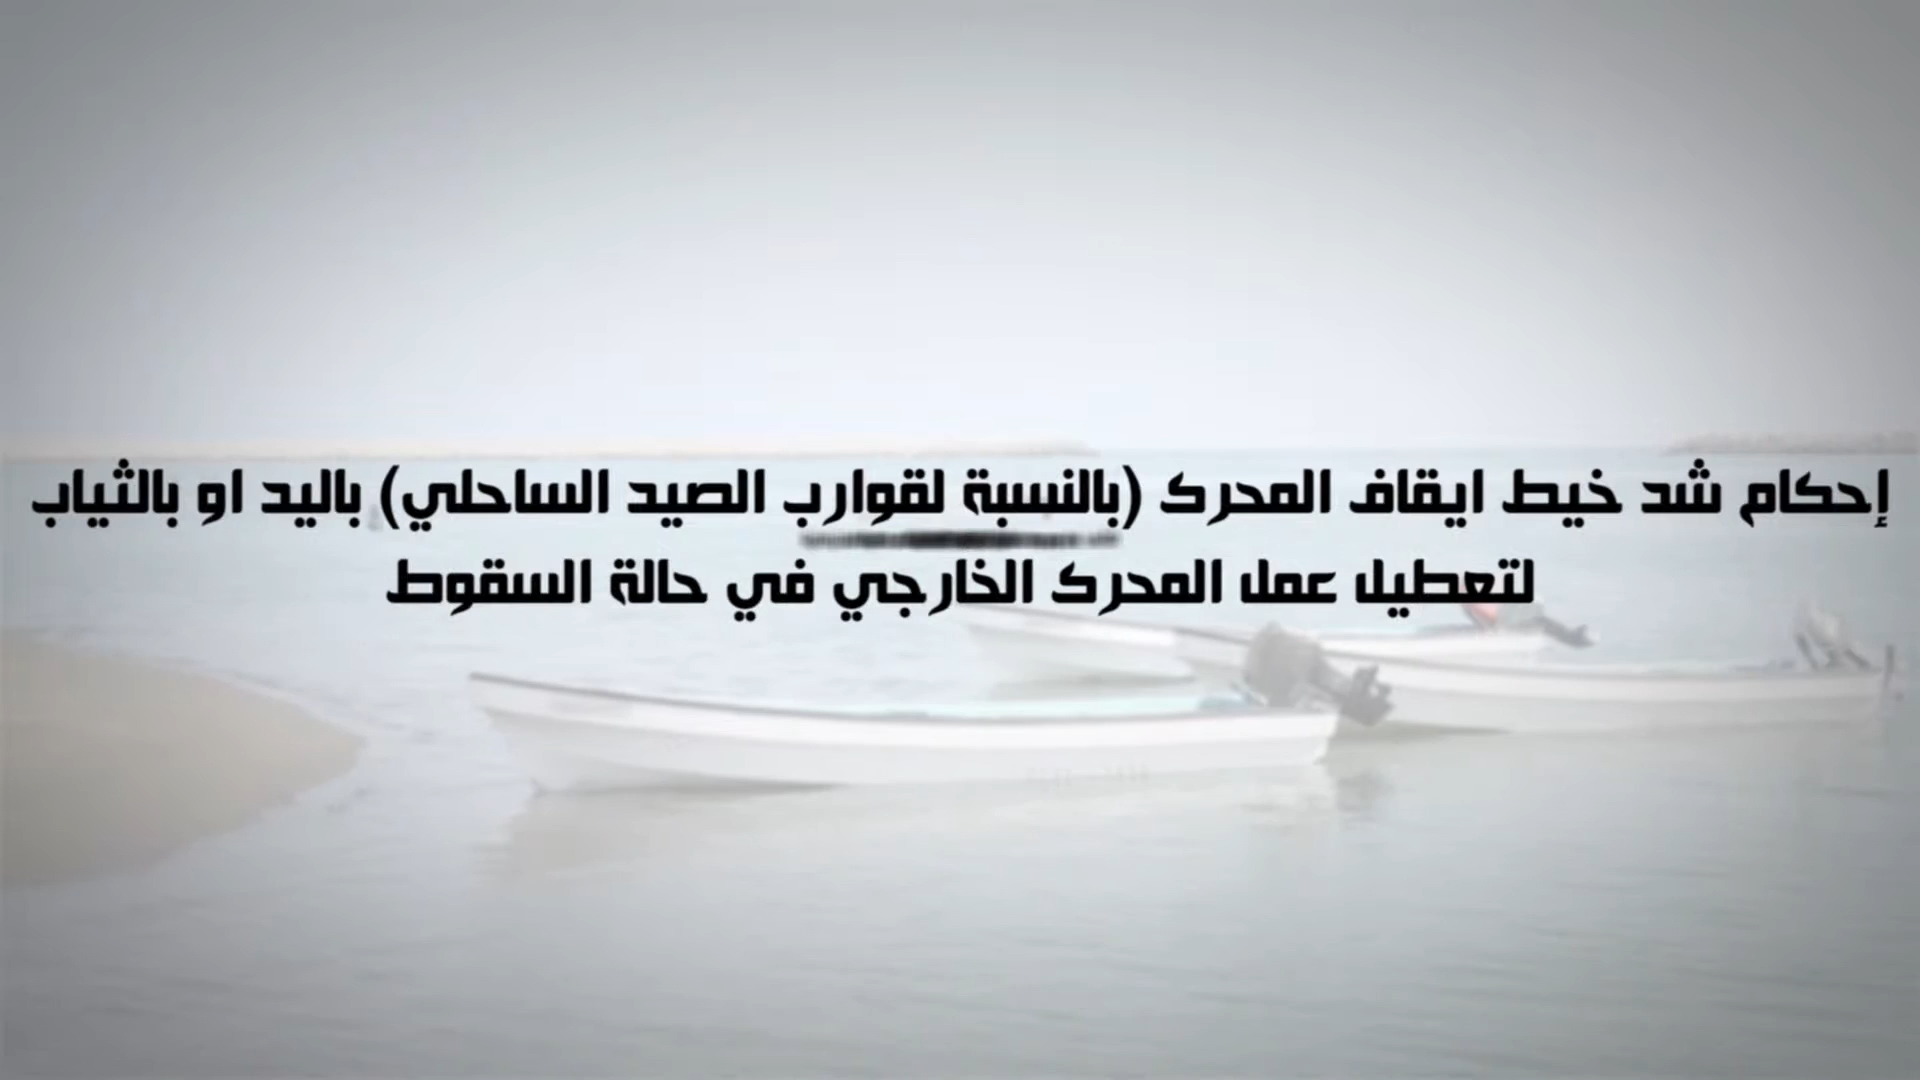 إحكام شد خيط ايقاف المحرك (بالنسبة لقوارب الصيد الساحلي) باليد او بالثياب
لتعطيل عمل المحرك الخارجي في حالة السقوط